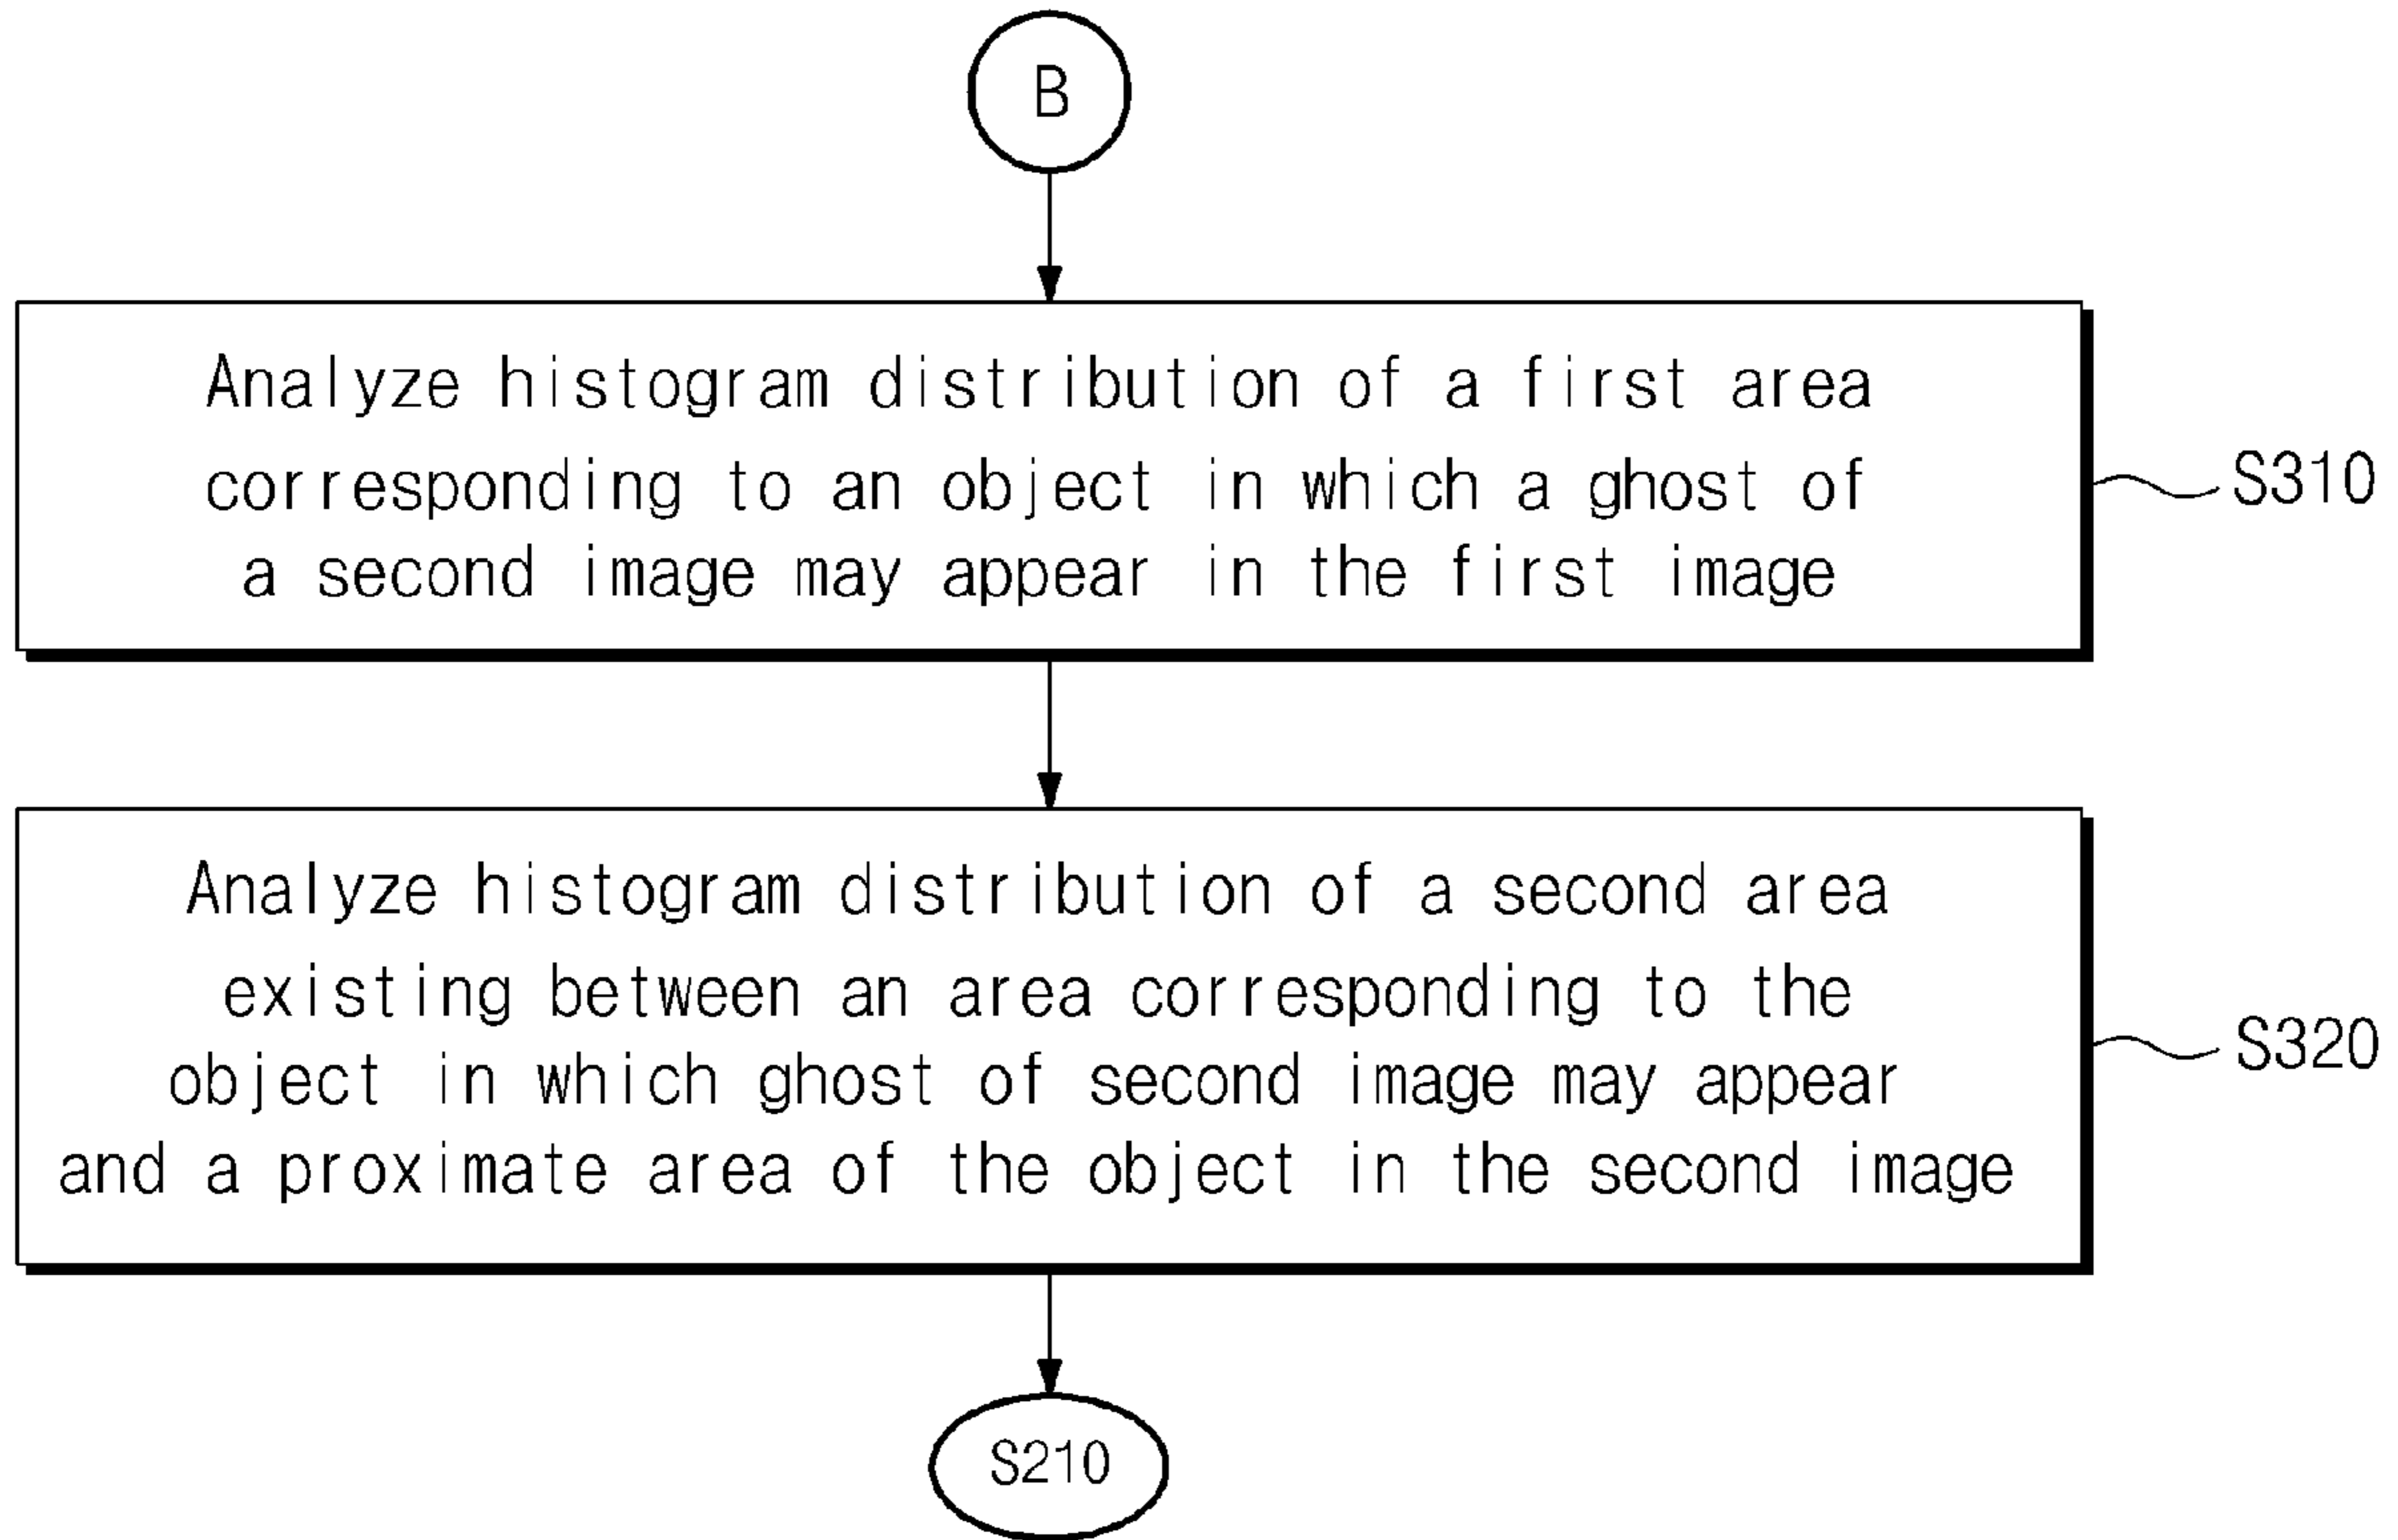 B
Analyze histogram distribution of a first area
corresponding to an object in which a ghost of
a second image may appear in the first image
S310
Analyze histogram distribution of a second area
existing between an area corresponding to the
object in which ghost of second image may appear
and a proximate area of the object in the second image
S320
S210